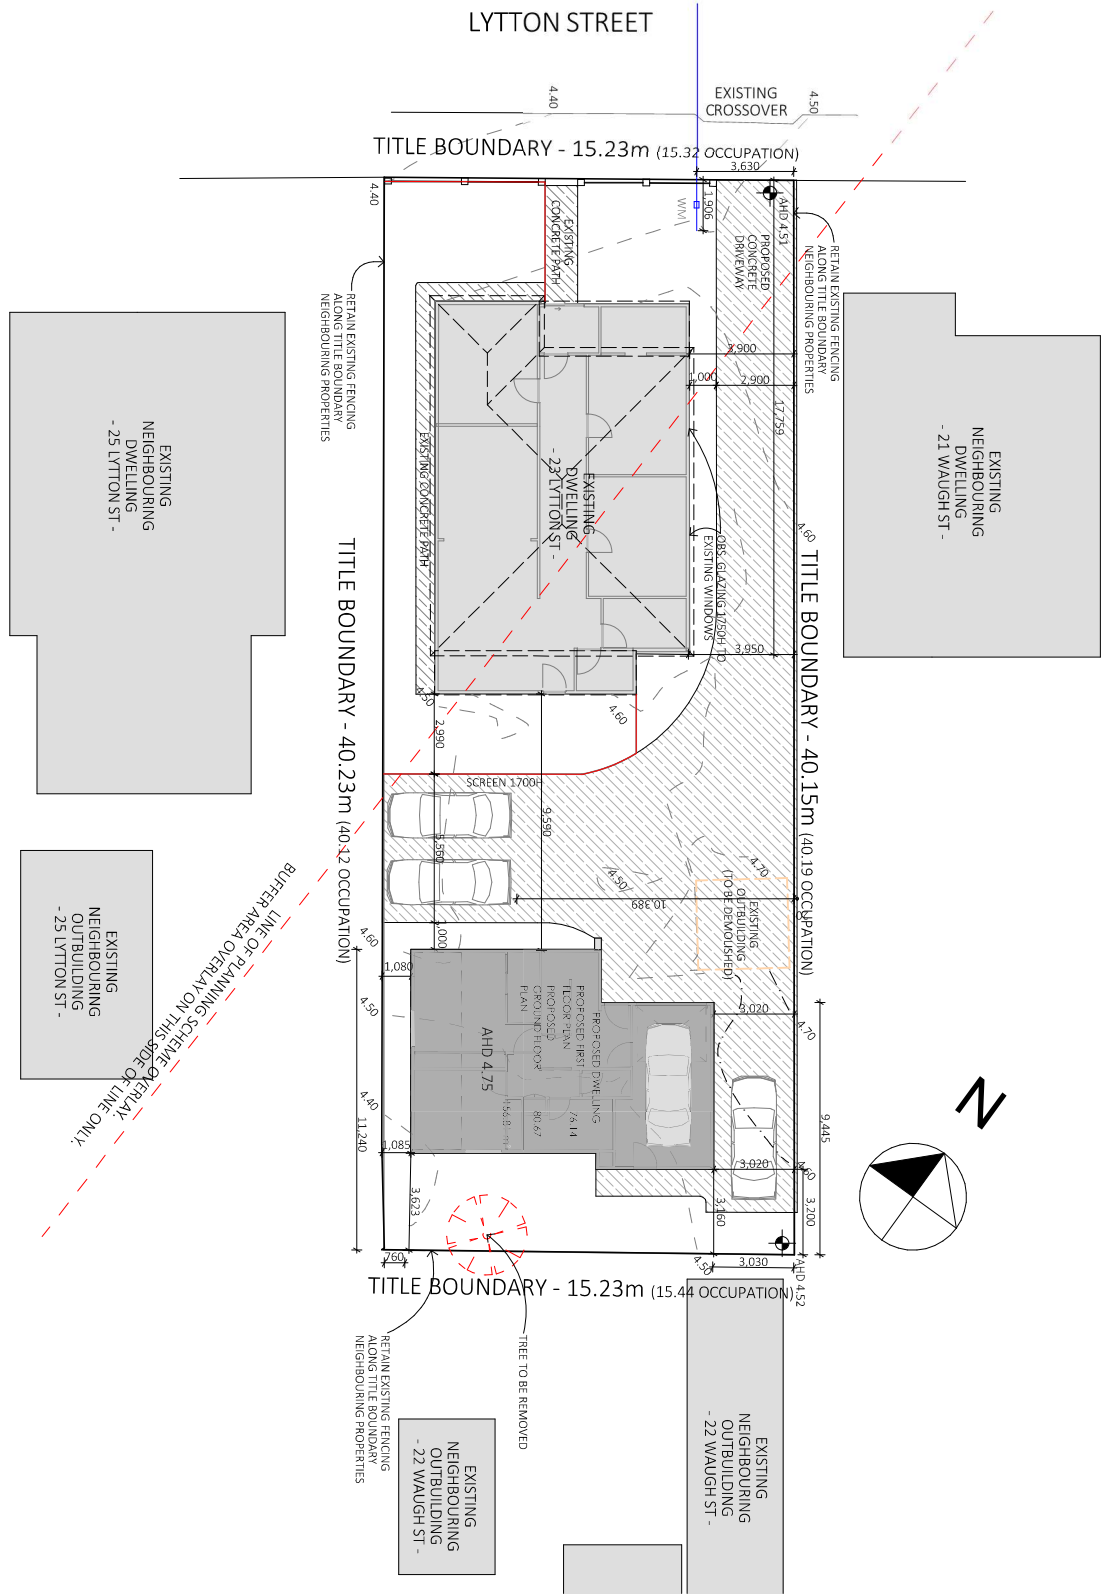 LYTTON STREET
4.40
EXISTING
CROSSOVER
4.50
TITLE BOUNDARY - 15.23m (15.32 OCCUPATION)
3,630
4.40
EXISTING
CONCRETE PATH
1,906
WM
AHD 4.51
PROPOSED
CONCRETE
DRIVEWAY
RETAIN EXISTING FENCING
ALONG TITLE BOUNDARY
NEIGHBOURING PROPERTIES
RETAIN EXISTING FENCING
ALONG TITLE BOUNDARY
NEIGHBOURING PROPERTIES
3,900
1,000
2,900
17,759
EXISTING
NEIGHBOURING
DWELLING
- 25 LYTTON ST -
EXISTING CONCRETE PATH
EXISTING
DWELLING
- 23 LYTTON ST -
EXISTING
NEIGHBOURING
DWELLING
- 21 WAUGH ST -
OBS. GLAZING 1750H TO
EXISTING WINDOWS
4.60
3,950
TITLE BOUNDARY - 40.23m (40.12 OCCUPATION)
TITLE BOUNDARY - 40.15m (40.19 OCCUPATION)
4.50
4.60
2,990
SCREEN 1700H
9,590
5,560
4.50
4.70
10,389
EXISTING
OUTBUILDING
(TO BE DEMOLISHED)
2,000
4.60
1,080
4.50
EXISTING
NEIGHBOURING
OUTBUILDING
- 25 LYTTON ST -
LINE OF PLANNING SCHEME OVERLAY.
BUFFER AREA OVERLAY ON THIS SIDE OF LINE ONLY.
PROPOSED DWELLING
PROPOSED FIRST
FLOOR PLAN
PROPOSED
GROUND FLOOR
PLAN
76.14
80.67
AHD 4.75
3,020
4.70
4.40
11,240
1,085
9,445
3,020
4.60
3,623
3,160
3,200
760
4.50
3,030
AHD 4.52
N
TITLE BOUNDARY - 15.23m (15.44 OCCUPATION)
RETAIN EXISTING FENCING
ALONG TITLE BOUNDARY
NEIGHBOURING PROPERTIES
TREE TO BE REMOVED
EXISTING
NEIGHBOURING
OUTBUILDING
- 22 WAUGH ST -
EXISTING
NEIGHBOURING
OUTBUILDING
- 22 WAUGH ST -